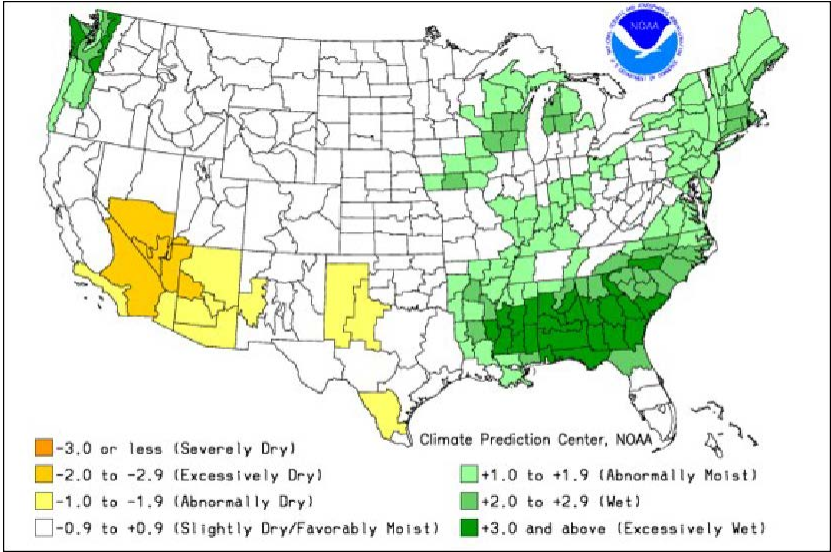 NOAA
Climate Prediction Center, NOAA
-3.0 or less (Severely Dry)
-2.0 to -2.9 (Excessively Dry)
-1.0 to -1.9 (Abnormally Dry)
-0.9 to +0.9 (Slightly Dry/Favorably Moist)
+1.0 to +1.9 (Abnormally Moist)
+2.0 to +2.9 (Wet)
+3.0 and above (Excessively Wet)